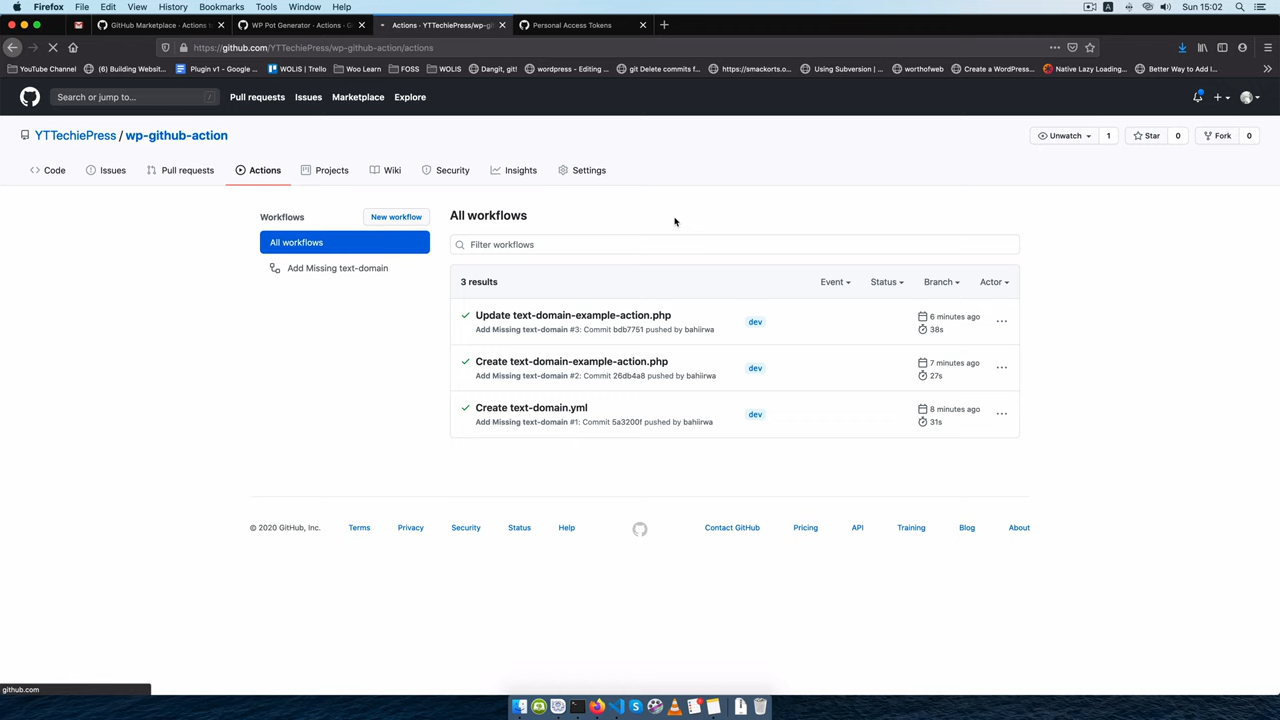 Firefox File Edit View History Bookmarks Tools Window Help A Sun 15:02
GitHub Marketplace - Actions to WP Pot Generator - Actions - Gi Actions · YTTechiePress/wp-git Personal Access Tokens
https://github.com/YTTechiePress/wp-github-action/actions
YouTube Channel (6) Building Websit... Plugin v1 - Google ... WOLIS | Trello Woo Learn FOSS WOLIS Dangit, git! wordpress - Editing ... git Delete commits f... https://smackorts.o... Using Subversion | ... worthofweb Create a WordPress... Native Lazy Loading... Better Way to Add I...
Search or jump to... / Pull requests Issues Marketplace Explore
YTTechiePress / wp-github-action Unwatch 1 Star 0 Fork 0
Code Issues Pull requests Actions Projects Wiki Security Insights Settings
Workflows New workflow All workflows
All workflows Filter workflows
Add Missing text-domain
3 results Event Status Branch Actor
Update text-domain-example-action.php dev 6 minutes ago
Add Missing text-domain #3: Commit bdb7751 pushed by bahiirwa 38s
Create text-domain-example-action.php dev 7 minutes ago
Add Missing text-domain #2: Commit 26db4a8 pushed by bahiirwa 27s
Create text-domain.yml dev 8 minutes ago
Add Missing text-domain #1: Commit 5a3200f pushed by bahiirwa 31s
© 2020 GitHub, Inc. Terms Privacy Security Status Help Contact GitHub Pricing API Training Blog About
github.com